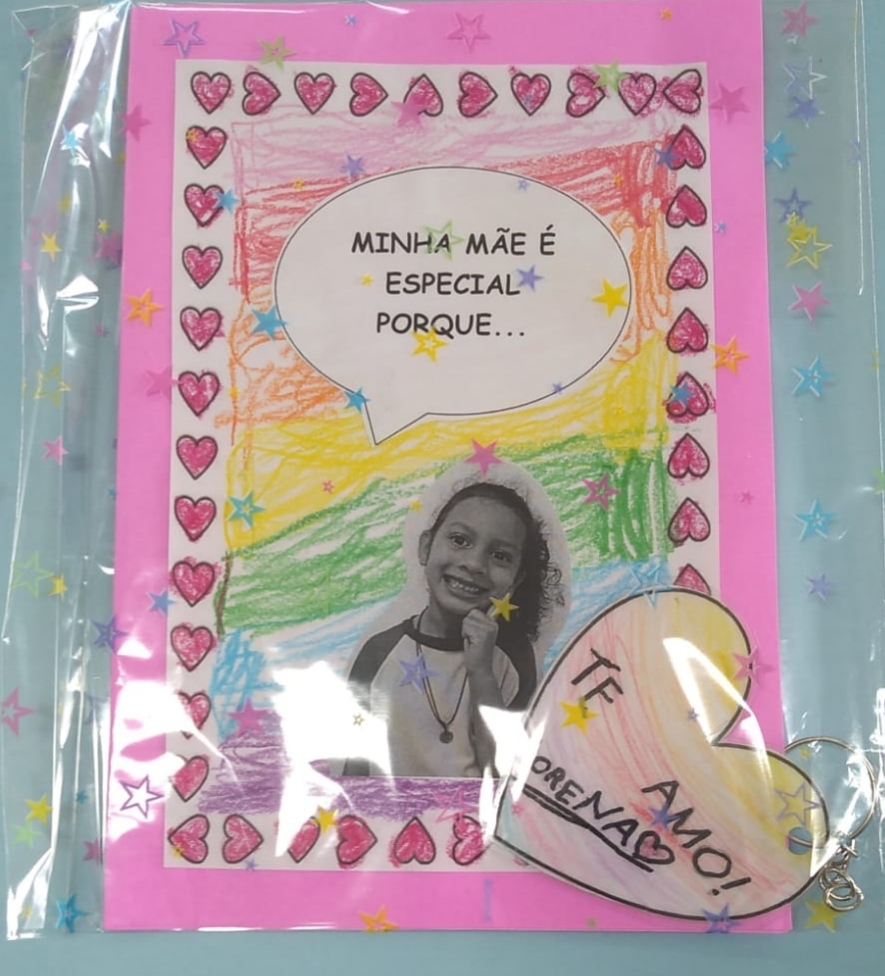 MINHA MÃE É
ESPECIAL
PORQUE...
TE
AMO!
LORENA